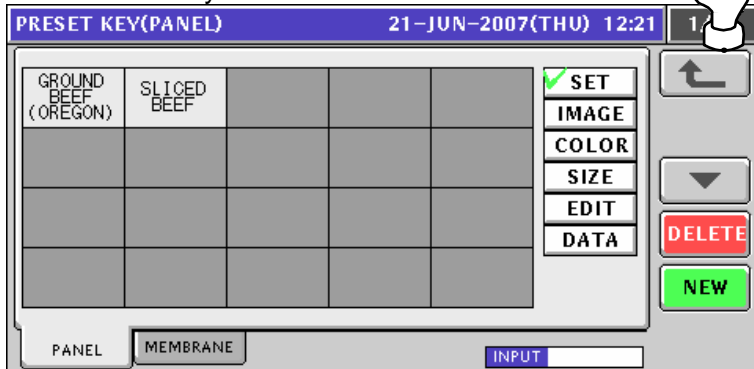 PRESET KEY(PANEL) 21-JUN-2007(THU) 12:21 1
GROUND
BEEF
(OREGON)
SLICED
BEEF
SET
IMAGE
COLOR
SIZE
EDIT
DATA
DELETE
NEW
PANEL
MEMBRANE
INPUT